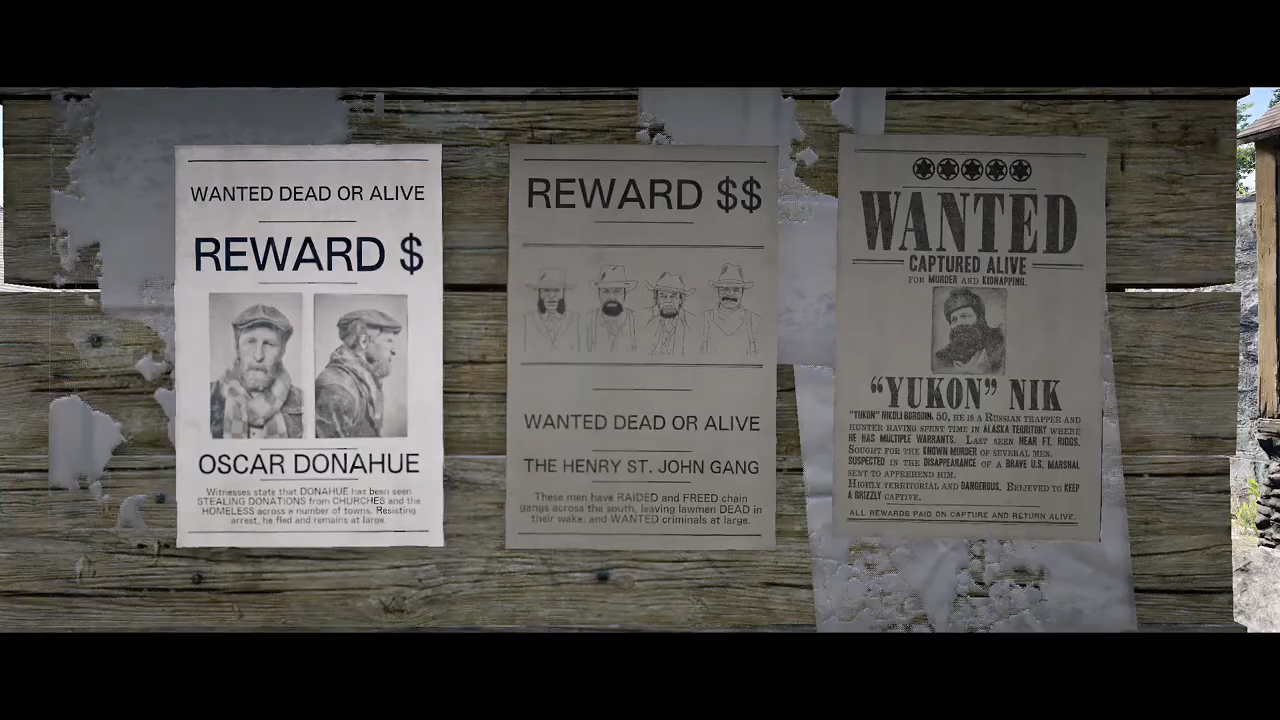 WANTED DEAD OR ALIVE
REWARD $
OSCAR DONAHUE
Witnesses state that DONAHUE has been seen
STEALING DONATIONS from CHURCHES and the
HOMELESS across a number of towns. Resisting
arrest, he fled and remains at large.
REWARD $$
WANTED DEAD OR ALIVE
THE HENRY ST. JOHN GANG
These men have RAIDED and FREED chain
gangs across the south, leaving lawmen DEAD in
their wake, and WANTED criminals at large.
WANTED
CAPTURED ALIVE
FOR MURDER AND KIDNAPPING.
“YUKON” NIK
"YUKON" NIKOLI BORODIN, 50, HE IS A RUSSIAN TRAPPER AND
HUNTER HAVING SPENT TIME IN ALASKA TERRITORY WHERE
HE HAS MULTIPLE WARRANTS. LAST SEEN NEAR FT. RIGGS.
SOUGHT FOR THE KNOWN MURDER OF SEVERAL MEN.
SUSPECTED IN THE DISAPPEARANCE OF A BRAVE U.S. MARSHAL
SENT TO APPREHEND HIM.
HIGHLY TERRITORIAL AND DANGEROUS. BELIEVED TO KEEP
A GRIZZLY CAPTIVE.
ALL REWARDS PAID ON CAPTURE AND RETURN ALIVE.